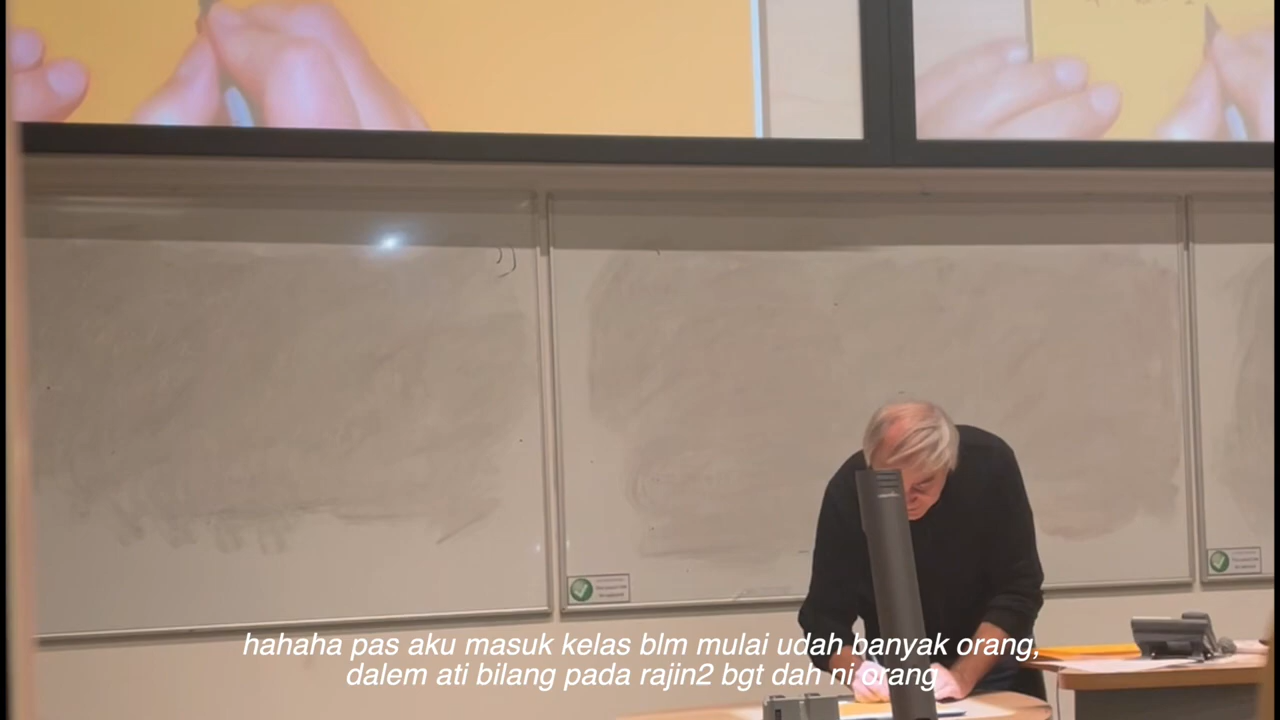 hahaha pas aku masuk kelas blm mulai udah banyak orang,
dalem ati bilang pada rajin2 bgt dah ni orang